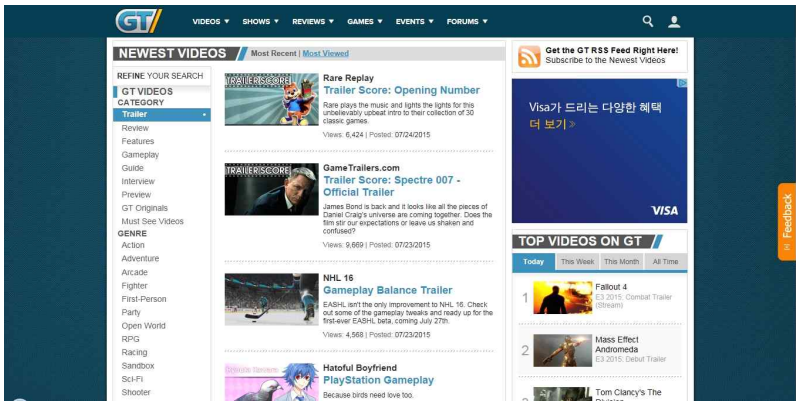 GT/
VIDEOS ▼ SHOWS ▼ REVIEWS ▼ GAMES ▼ EVENTS ▼ FORUMS ▼
NEWEST VIDEOS
Most Recent | Most Viewed
REFINE YOUR SEARCH
GT VIDEOS
CATEGORY
Trailer
Review
Features
Gameplay
Guide
Interview
Preview
GT Originals
Must See Videos
GENRE
Action
Adventure
Arcade
Fighter
First-Person
Party
Open World
RPG
Racing
Sandbox
Sci-Fi
Shooter
TRAILER SCORE
Rare Replay
Trailer Score: Opening Number
Rare plays the music and lights the lights for this
unbelievably upbeat intro to their collection of 30
classic games.
Views: 6,424 | Posted: 07/24/2015
TRAILER SCORE
GameTrailers.com
Trailer Score: Spectre 007 -
Official Trailer
James Bond is back and it looks like all the pieces of
Daniel Craig's universe are coming together. Does the
film stir our expectations or leave us shaken and
confused?
Views: 9,669 | Posted: 07/23/2015
NHL 16
Gameplay Balance Trailer
EASHL isn't the only improvement to NHL 16. Check
out some of the gameplay tweaks and ready up for the
first-ever EASHL beta, coming July 27th.
Views: 4,568 | Posted: 07/23/2015
Hatoful Boyfriend
PlayStation Gameplay
Because birds need love too.
Get the GT RSS Feed Right Here!
Subscribe to the Newest Videos
Visa가 드리는 다양한 혜택
더 보기 »
VISA
TOP VIDEOS ON GT
Today This Week This Month All Time
1
Fallout 4
E3 2015: Combat Trailer
(Stream)
2
Mass Effect
Andromeda
E3 2015: Debut Trailer
Tom Clancy's The
Feedback